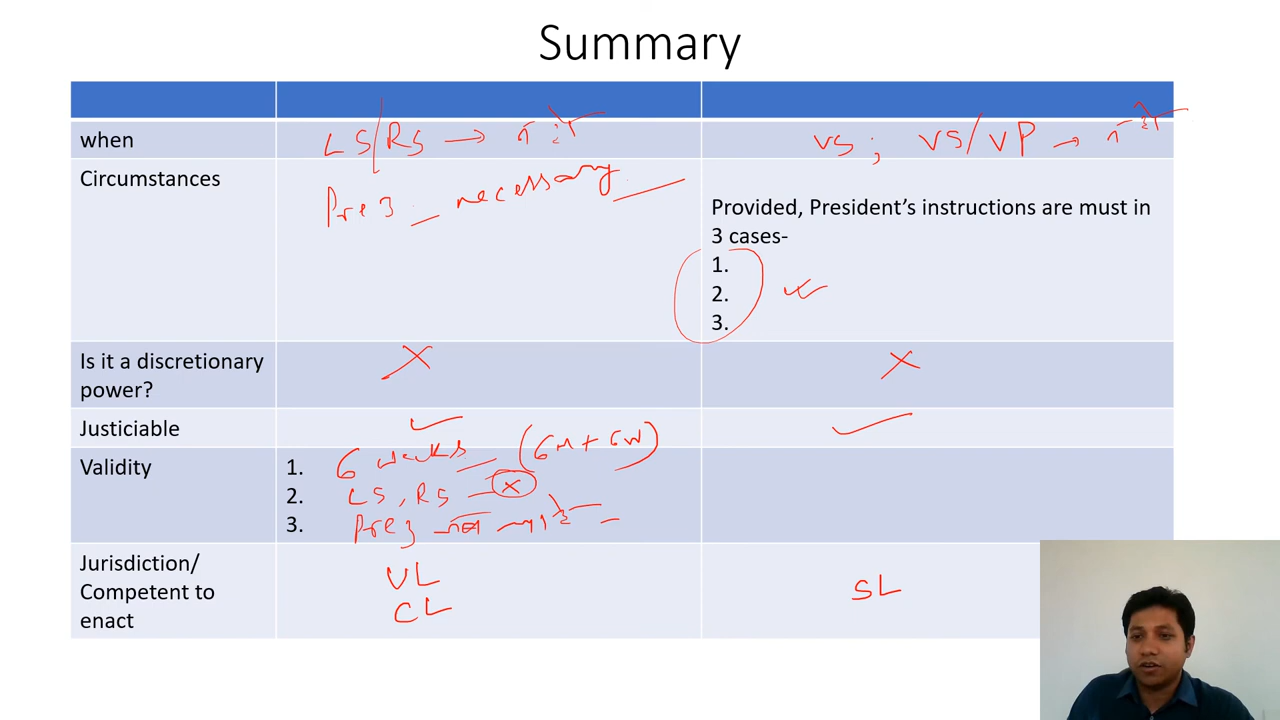 Summary
when
LS/RS →
VS; VS/VP →
Circumstances
Pres necessary
Provided, President's instructions are must in
3 cases-
1.
2.
3.
Is it a discretionary
power?
X
X
Justiciable
✓
✓
Validity
1. 6 weeks (6M + 6W)
2. LS, RS - X
3. Pres
Jurisdiction/
Competent to
enact
UL
CL
SL